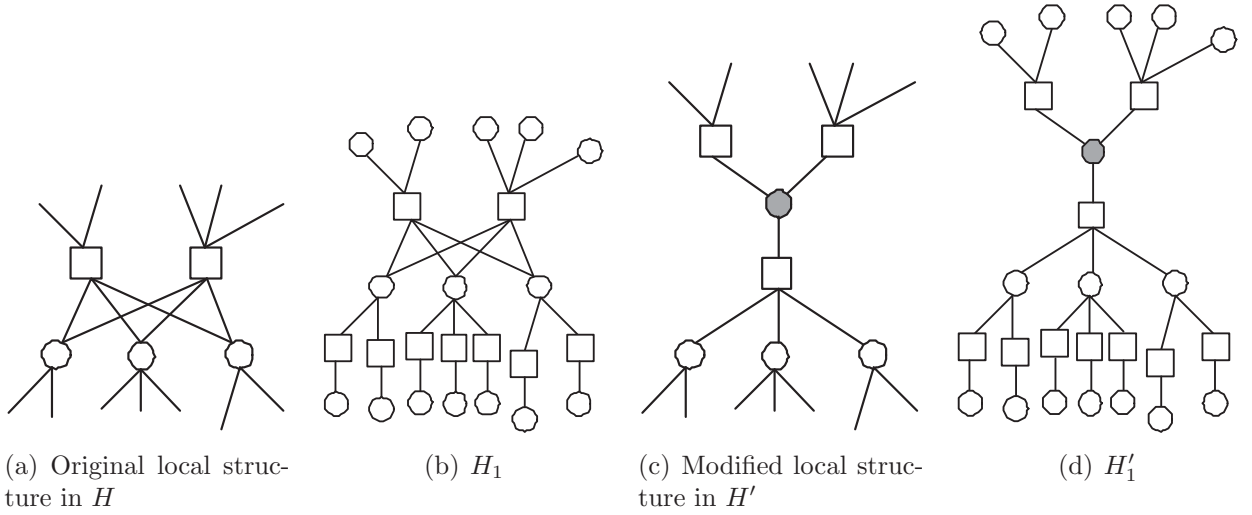 (a) Original local struc-
ture in H
(b) H₁
(c) Modified local struc-
ture in H′
(d) H′₁